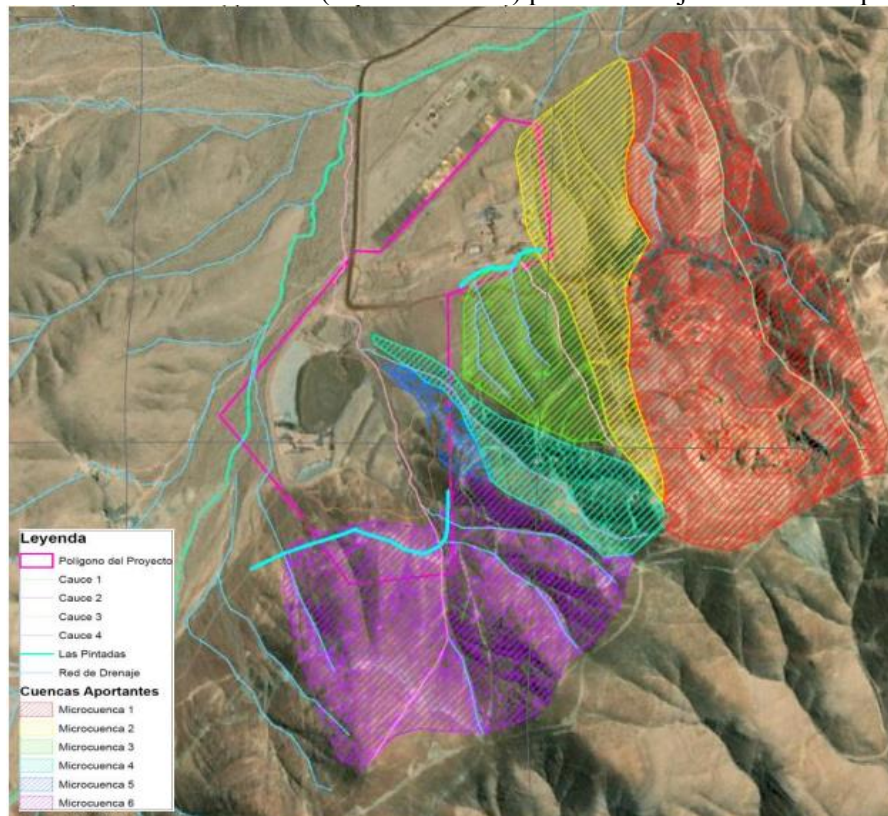 Leyenda
Polígono del Proyecto
Cauce 1
Cauce 2
Cauce 3
Cauce 4
Las Pintadas
Red de Drenaje
Cuencas Aportantes
Microcuenca 1
Microcuenca 2
Microcuenca 3
Microcuenca 4
Microcuenca 5
Microcuenca 6